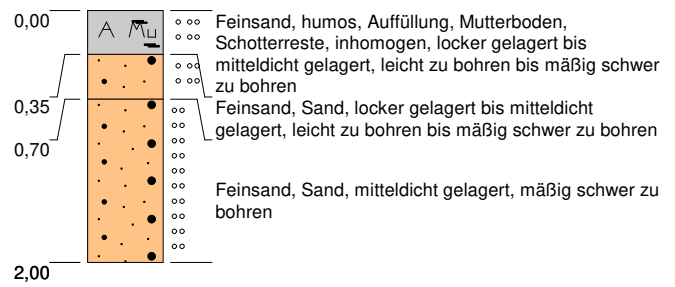 0,00
A Mu
Feinsand, humos, Auffüllung, Mutterboden,
Schotterreste, inhomogen, locker gelagert bis
mitteldicht gelagert, leicht zu bohren bis mäßig schwer
zu bohren
0,35
Feinsand, Sand, locker gelagert bis mitteldicht
gelagert, leicht zu bohren bis mäßig schwer zu bohren
0,70
Feinsand, Sand, mitteldicht gelagert, mäßig schwer zu
bohren
2,00